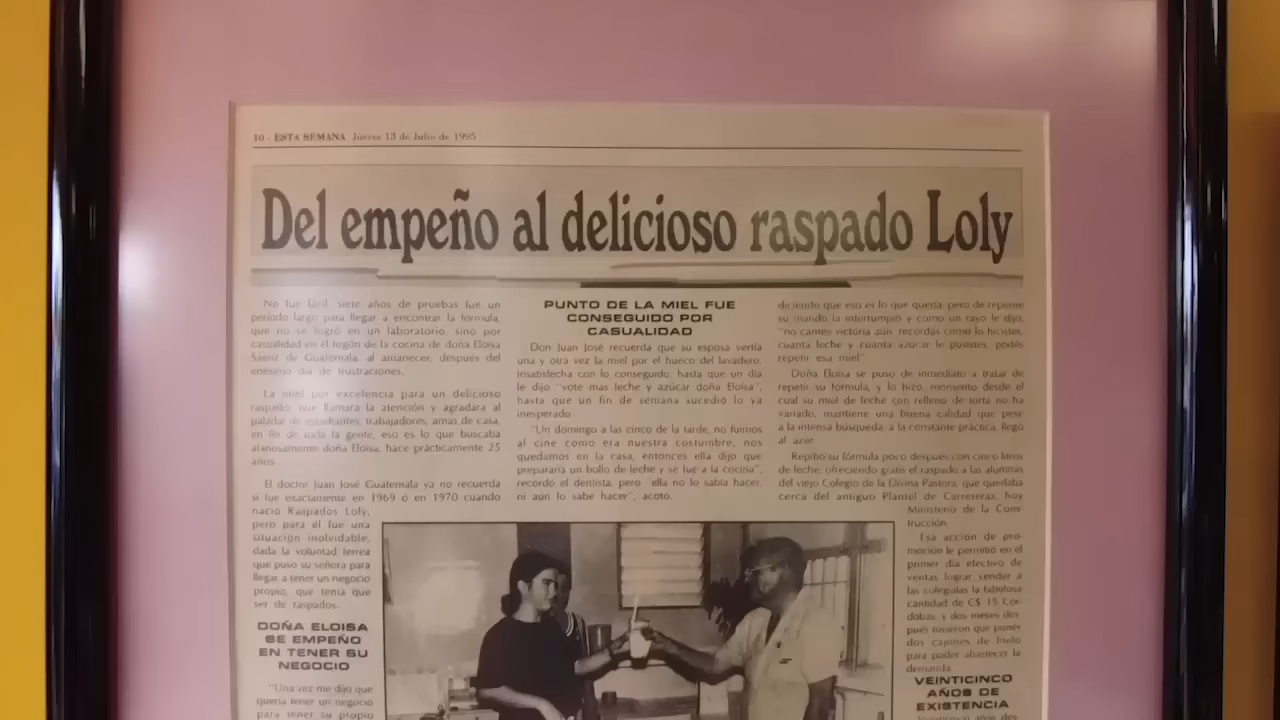 10 - ESTA SEMANA Jueves 13 de Julio de 1995
Del empeño al delicioso raspado Loly
No fue fácil, siete años de pruebas fue un
periodo largo para llegar a encontrar la fórmula,
que no se logró en un laboratorio, sino por
casualidad en el fogón de la cocina de doña Eloisa
Sáenz de Guatemala, al amanecer, después del
enésimo día de frustraciones.
La miel por excelencia para un delicioso
raspado, que llamara la atención y agradara al
paladar de estudiantes, trabajadores, amas de casa,
en fin de toda la gente, eso es lo que buscaba
afanosamente doña Eloisa, hace prácticamente 25
años.
El doctor Juan José Guatemala ya no recuerda
si fue exactamente en 1969 ó en 1970 cuando
nació Raspados Loly,
pero para él fue una
situación inolvidable,
dada la voluntad férrea
que puso su señora para
llegar a tener un negocio
propio, que tenía que
ser de raspados.
DOÑA ELOISA
SE EMPEÑO
EN TENER SU
NEGOCIO
"Una vez me dijo que
quería tener un negocio
para tener su propio
PUNTO DE LA MIEL FUE
CONSEGUIDO POR
CASUALIDAD
Don Juan José recuerda que su esposa vertía
una y otra vez la miel por el hueco del lavadero,
insatisfecha con lo conseguido, hasta que un día
le dijo "vote más leche y azúcar doña Eloisa",
hasta que un fin de semana sucedió lo ya
inesperado.
"Un domingo a las cinco de la tarde, no fuimos
al cine como era nuestra costumbre, nos
quedamos en la casa, entonces ella dijo que
prepararía un bollo de leche y se fue a la cocina",
recordó el dentista, pero "ella no lo sabía hacer,
ni aún lo sabe hacer", acotó.
diciendo que eso es lo que quería, pero de repente
su marido la interrumpió y como un rayo le dijo,
"no cantes victoria aún, recordás como lo hicistes,
cuanta leche y cuanta azúcar le pusistes, podés
repetir esa miel"
Doña Eloisa se puso de inmediato a tratar de
repetir su fórmula, y lo hizo, momento desde el
cual su miel de leche con relleno de torta no ha
variado, mantiene una buena calidad que pese
a la intensa búsqueda, a la constante práctica, llegó
al azar.
Repitió su fórmula poco después con cinco litros
de leche, ofreciendo gratis el raspado a las alumnas
del viejo Colegio de la Divina Pastora, que quedaba
cerca del antiguo Plantel de Carreteras, hoy
Ministerio de la Cons-
trucción.
Esa acción de pro-
moción le permitió en el
primer día efectivo de
ventas lograr vender a
las colegialas la fabulosa
cantidad de C$ 15 Cór-
dobas, y dos meses des-
pués tuvieron que poner
dos cajones de hielo
para poder abastecer la
demanda.
VEINTICINCO
AÑOS DE
EXISTENCIA